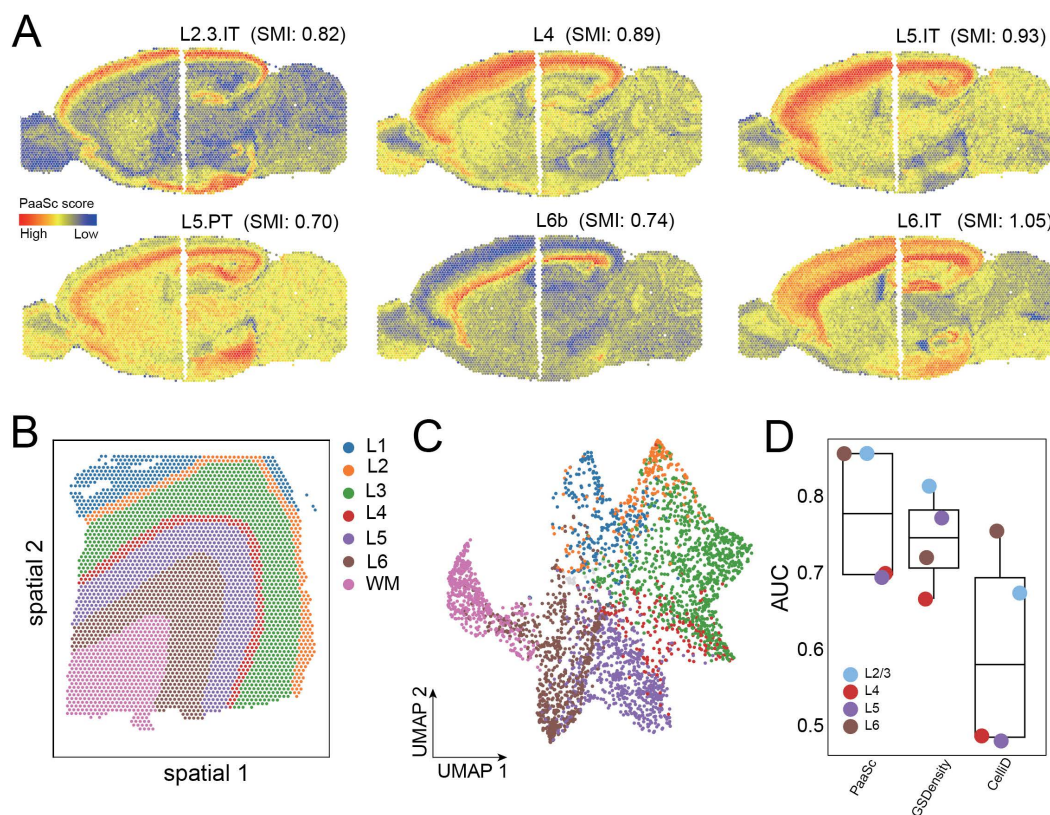 A
L2.3.IT (SMI: 0.82)
L4 (SMI: 0.89)
L5.IT (SMI: 0.93)
PaaSc score
High Low
L5.PT (SMI: 0.70)
L6b (SMI: 0.74)
L6.IT (SMI: 1.05)
B
spatial 2
spatial 1
L1
L2
L3
L4
L5
L6
WM
C
UMAP 2
UMAP 1
D
AUC
0.8
0.7
0.6
0.5
L2/3
L4
L5
L6
PaaSc
GSDensity
CelliD